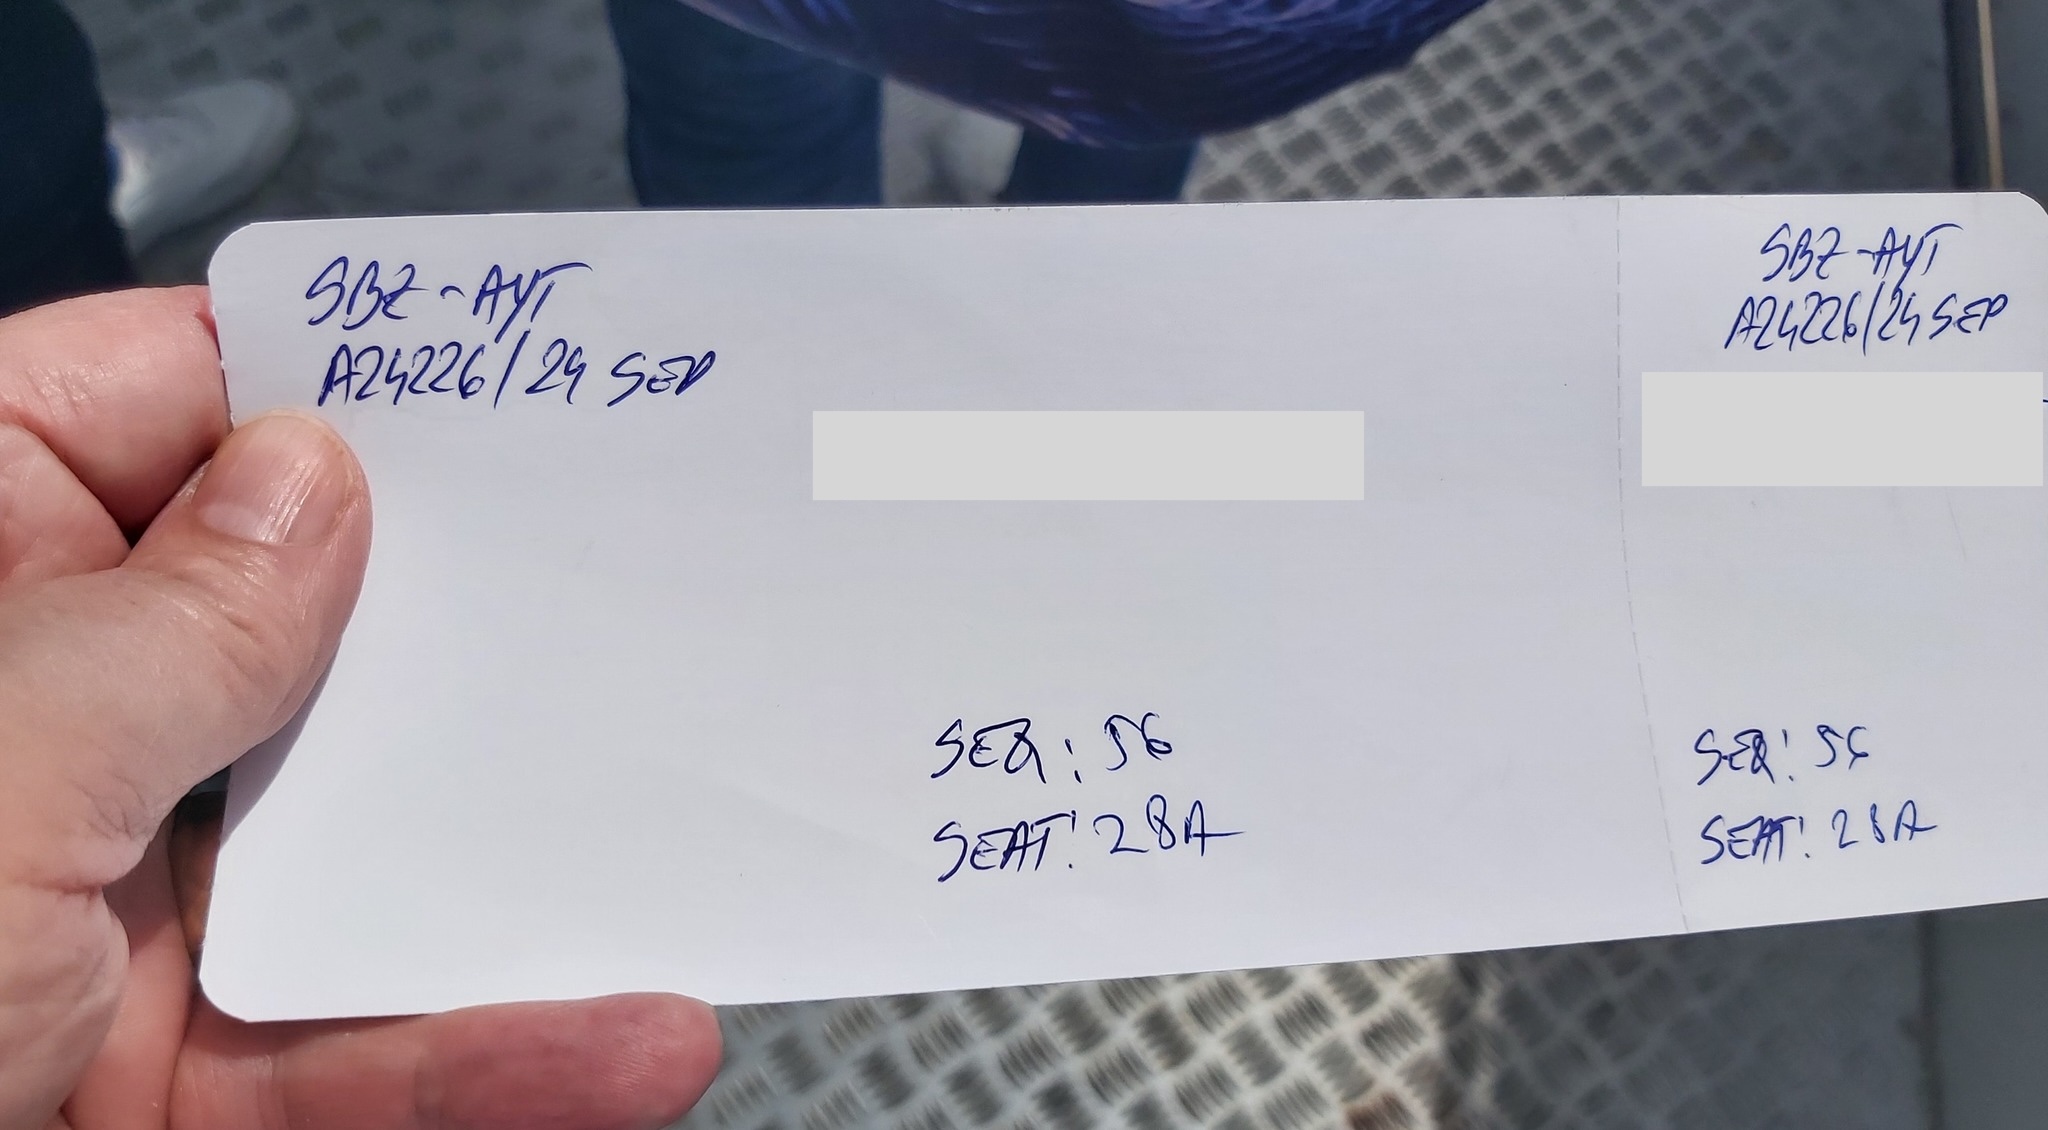 SBZ-AYT
A24226/24 SEP
SEQ: 56
SEAT: 28A
SBZ-AYT
A24226/24 SEP
SEQ: 56
SEAT: 28A